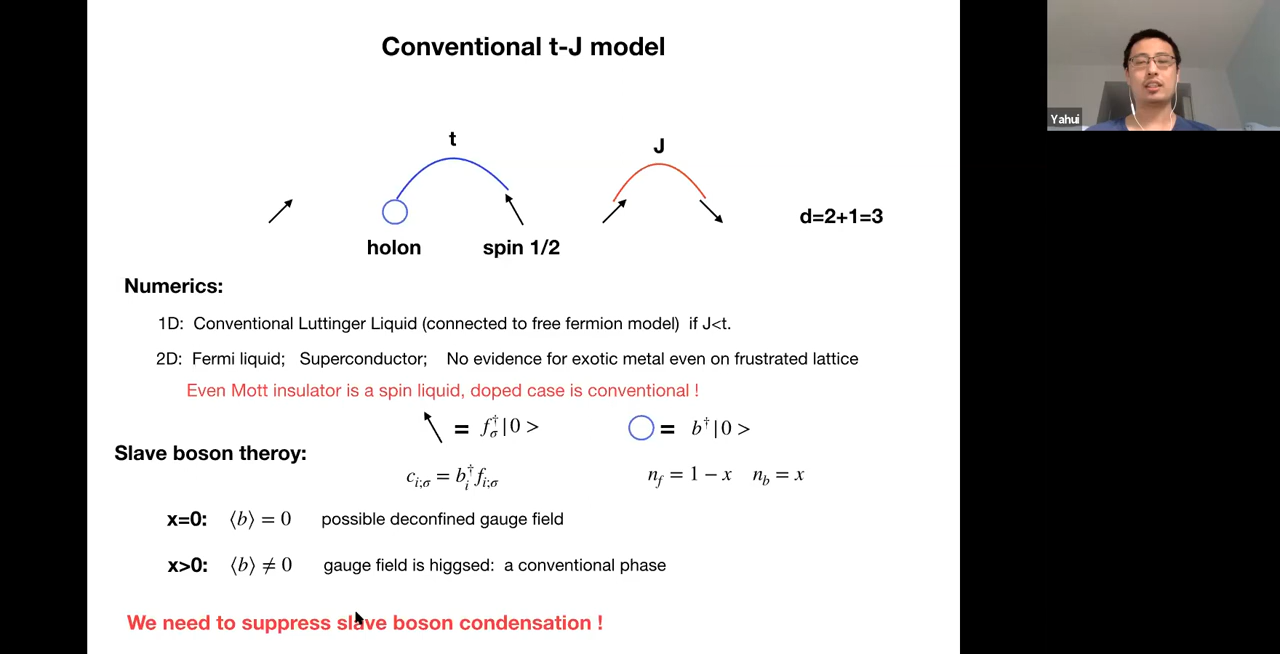 Conventional t-J model
Yahui
t
J
d=2+1=3
holon
spin 1/2
Numerics:
1D: Conventional Luttinger Liquid (connected to free fermion model) if J<t.
2D: Fermi liquid; Superconductor; No evidence for exotic metal even on frustrated lattice
Even Mott insulator is a spin liquid, doped case is conventional !
= f†σ|0 > = b†|0 >
Slave boson theroy:
ci;σ = b†i fi;σ nf = 1 − x nb = x
x=0: ⟨b⟩ = 0 possible deconfined gauge field
x>0: ⟨b⟩ ≠ 0 gauge field is higgsed: a conventional phase
We need to suppress slave boson condensation !